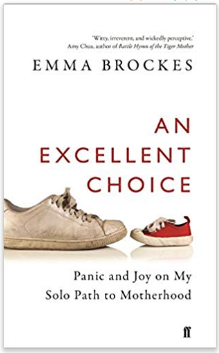 'Witty, irreverent, and wickedly perceptive,'
Amy Chua, author of Battle Hymn of the Tiger Mother
EMMA BROCKES
AN
EXCELLENT
CHOICE
Panic and Joy on My
Solo Path to Motherhood
ff